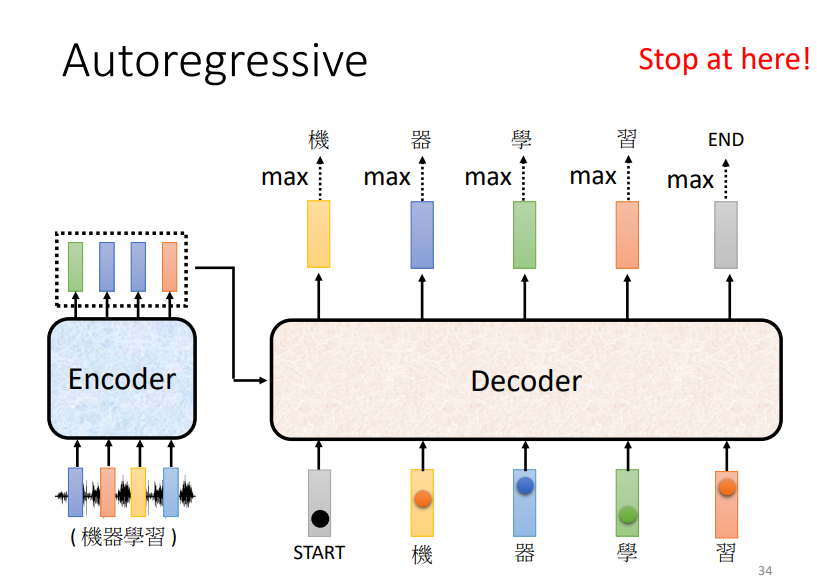 Autoregressive
Stop at here!
機 器 學 習 END
max max max max max
Encoder
Decoder
( 機器學習 )
START 機 器 學 習
34